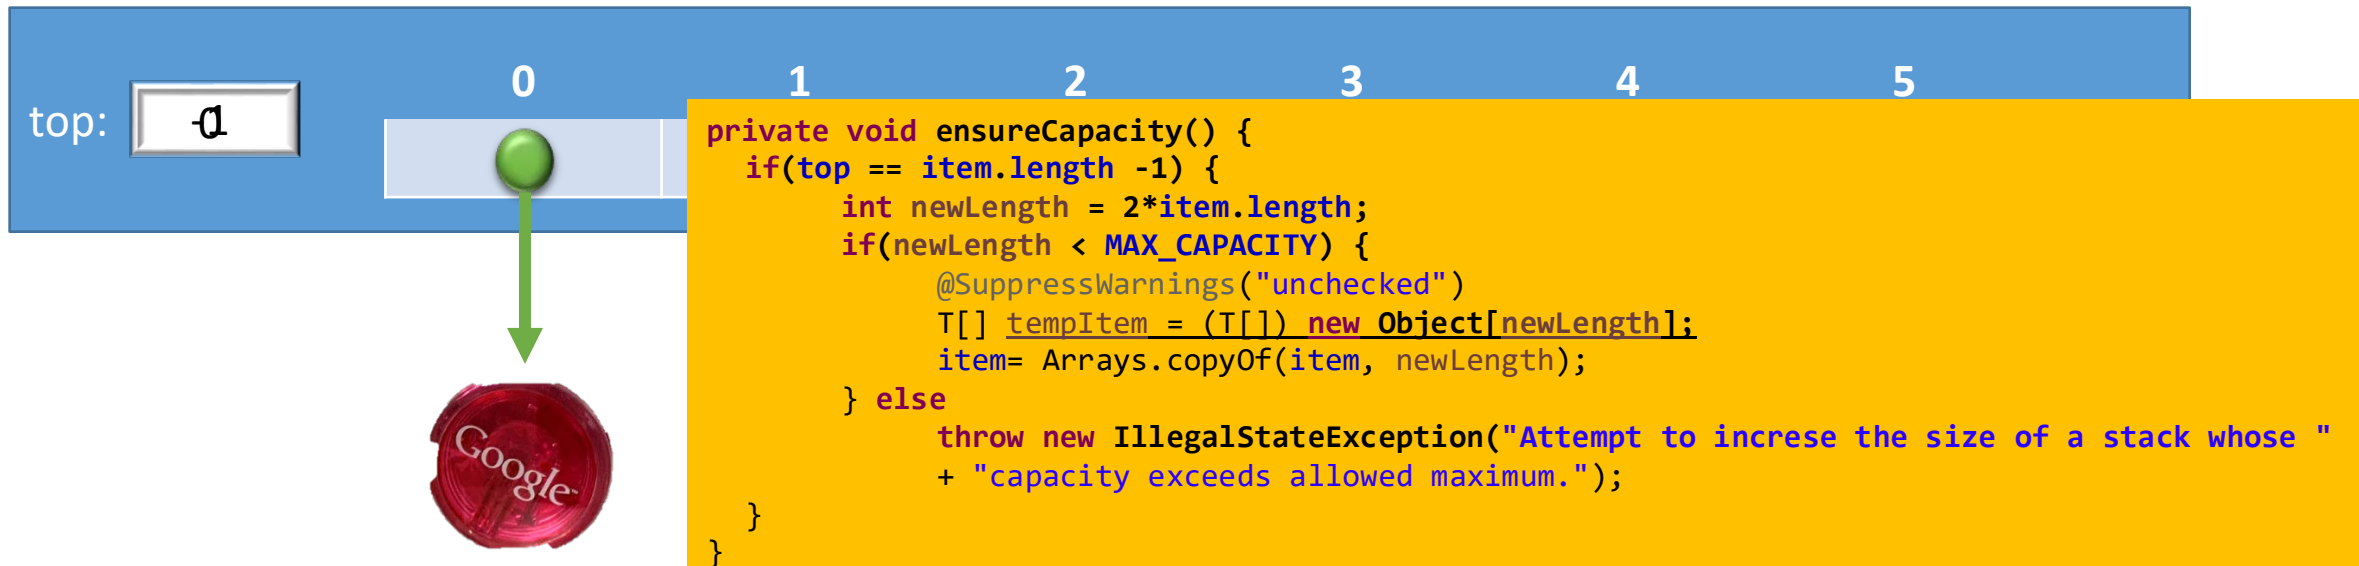 0 1 2 3 4 5
top:
private void ensureCapacity() {
if(top == item.length -1) {
int newLength = 2*item.length;
if(newLength < MAX_CAPACITY) {
@SuppressWarnings("unchecked")
T[] tempItem = (T[]) new Object[newLength];
item= Arrays.copyOf(item, newLength);
} else
throw new IllegalStateException("Attempt to increse the size of a stack whose "
+ "capacity exceeds allowed maximum.");
}
}
Google